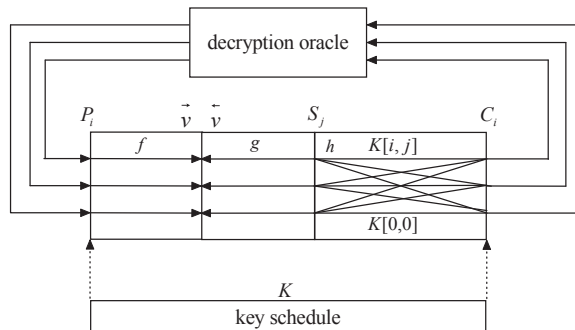 decryption oracle
P_i v⃗ v⃖ S_j C_i
f g h K[i, j]
K[0,0]
K
key schedule